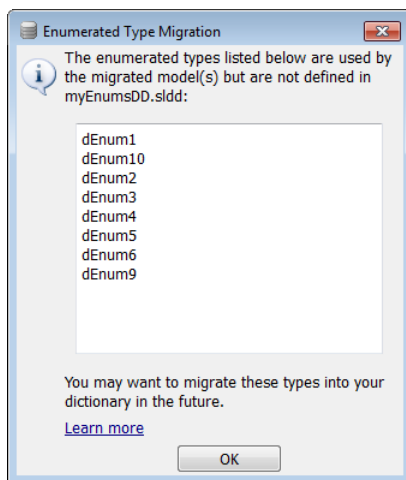 Enumerated Type Migration
The enumerated types listed below are used by
the migrated model(s) but are not defined in
myEnumsDD.sldd:
dEnum1
dEnum10
dEnum2
dEnum3
dEnum4
dEnum5
dEnum6
dEnum9
You may want to migrate these types into your
dictionary in the future.
Learn more
OK